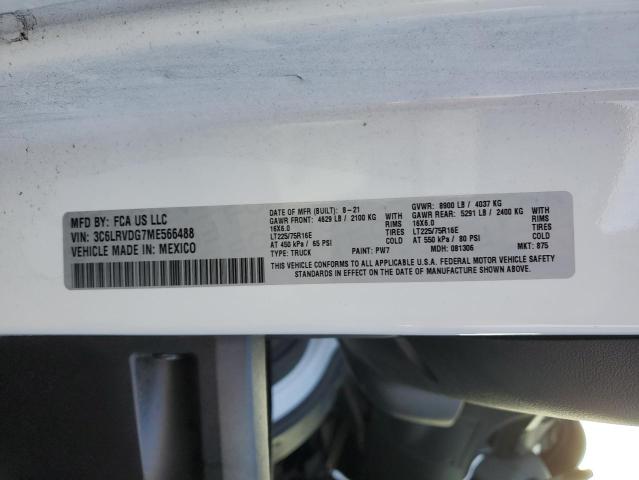 MFD BY: FCA US LLC
VIN: 3C6LRVDG7ME566488
VEHICLE MADE IN: MEXICO
DATE OF MFR (BUILT): 8-21
GAWR FRONT: 4629 LB / 2100 KG
16X6.0 WITH RIMS
LT225/75R16E TIRES
AT 450 kPa / 65 PSI COLD
TYPE: TRUCK PAINT: PW7
GVWR: 8900 LB / 4037 KG
GAWR REAR: 5291 LB / 2400 KG
16X6.0 WITH RIMS
LT225/75R16E TIRES
AT 550 kPa / 80 PSI COLD
MDH: 081306 MKT: 875
THIS VEHICLE CONFORMS TO ALL APPLICABLE U.S.A. FEDERAL MOTOR VEHICLE SAFETY
STANDARDS IN EFFECT ON THE DATE OF MANUFACTURE SHOWN ABOVE.